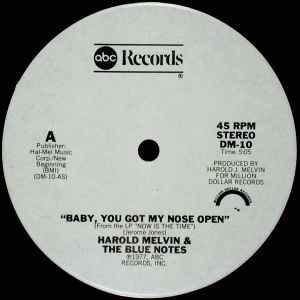 abc Records
®
A
Publisher:
Hal-Mel Music
Corp./New
Beginning
(BMI)
(DM-10-AS)
45 RPM
STEREO
DM-10
Time: 5:05
PRODUCED BY
HAROLD J. MELVIN
FOR MILLION
DOLLAR RECORDS
"BABY, YOU GOT MY NOSE OPEN"
(From the LP "NOW IS THE TIME")
(Jerome Jones)
HAROLD MELVIN &
THE BLUE NOTES
℗1977, ABC
RECORDS, INC.